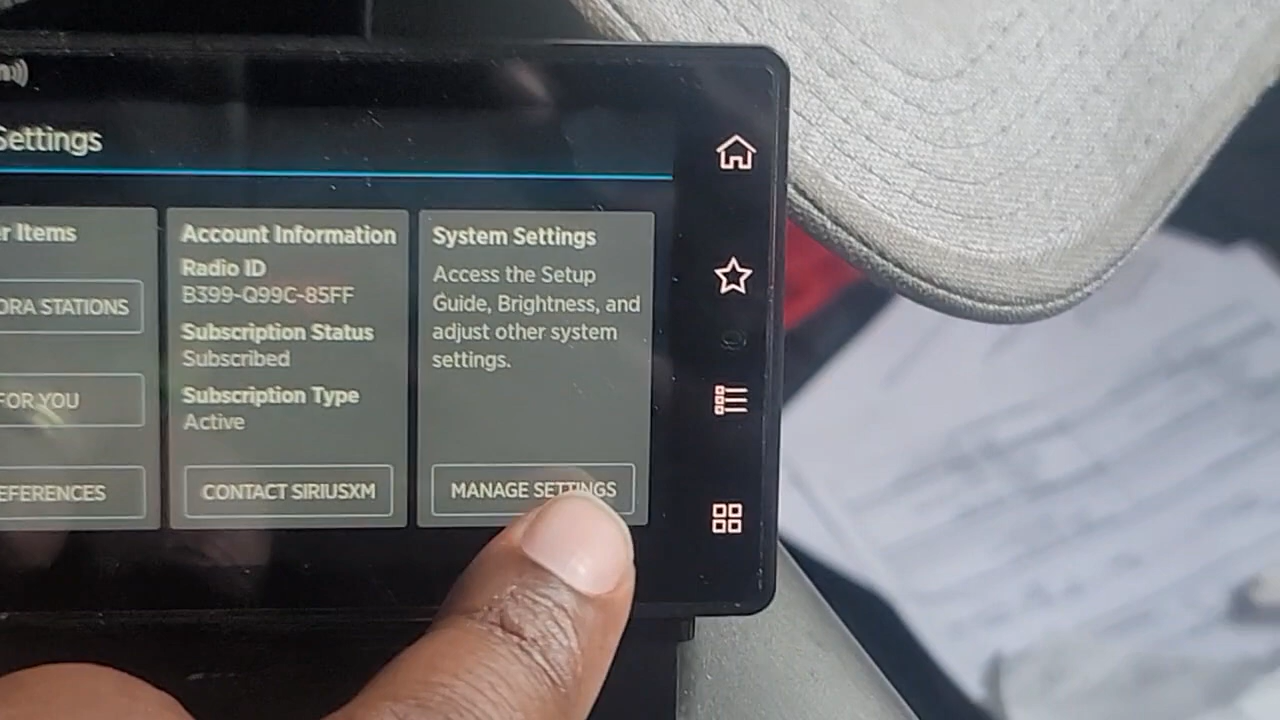 Settings
r Items
ORA STATIONS
FOR YOU
EFERENCES
Account Information
Radio ID
B399-Q99C-85FF
Subscription Status
Subscribed
Subscription Type
Active
CONTACT SIRIUSXM
System Settings
Access the Setup
Guide, Brightness, and
adjust other system
settings.
MANAGE SETTINGS